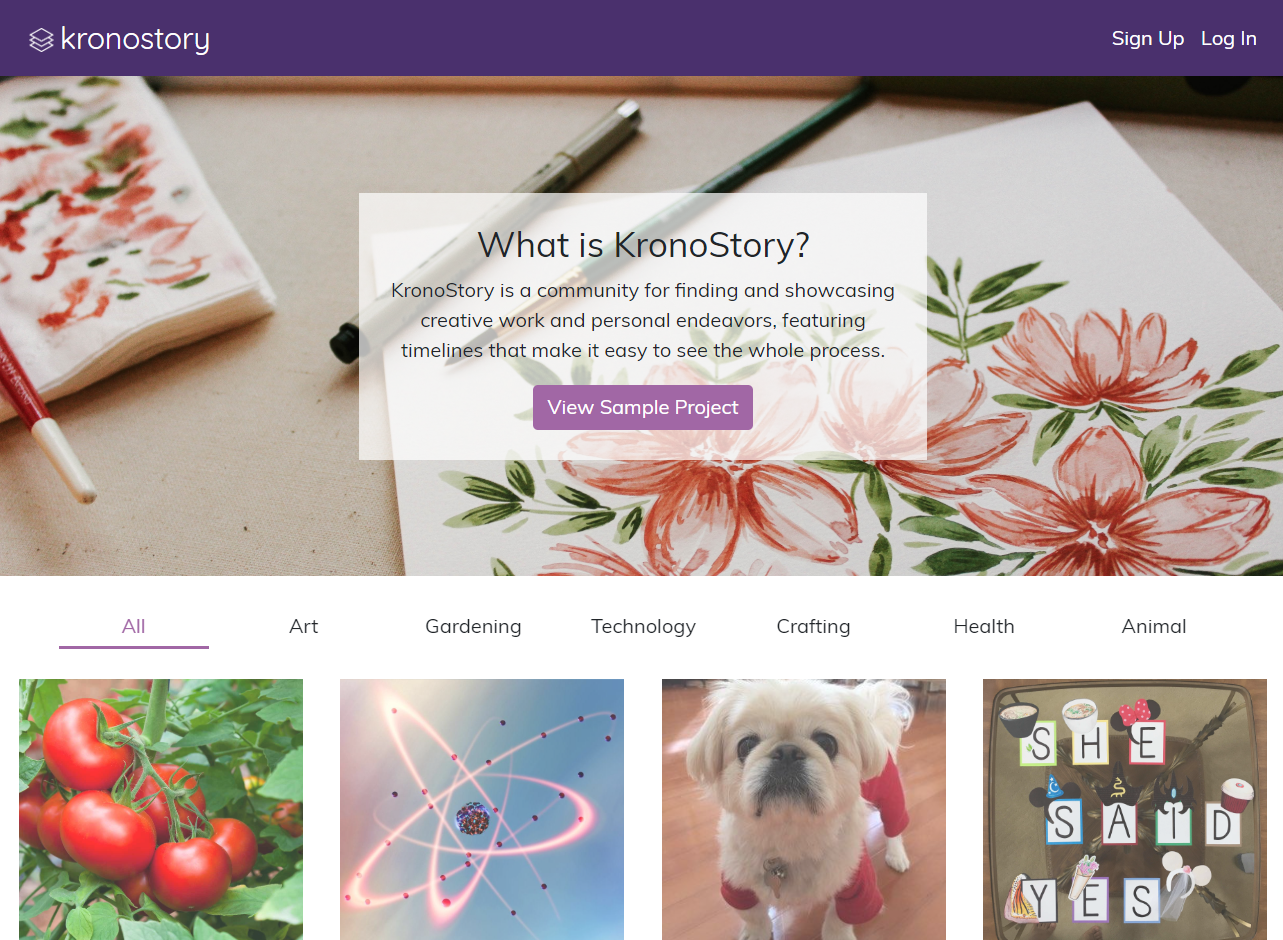 kronostory
Sign Up Log In
What is KronoStory?
KronoStory is a community for finding and showcasing
creative work and personal endeavors, featuring
timelines that make it easy to see the whole process.
View Sample Project
All Art Gardening Technology Crafting Health Animal
SHE
SAID
YES